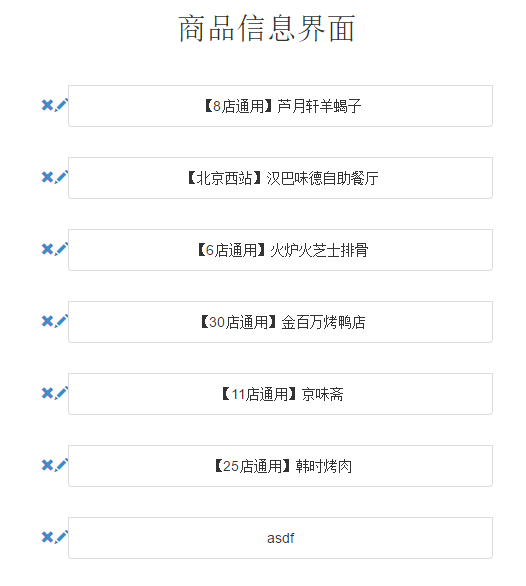 商品信息界面
【8店通用】芦月轩羊蝎子
【北京西站】汉巴味德自助餐厅
【6店通用】火炉火芝士排骨
【30店通用】金百万烤鸭店
【11店通用】京味斋
【25店通用】韩时烤肉
asdf